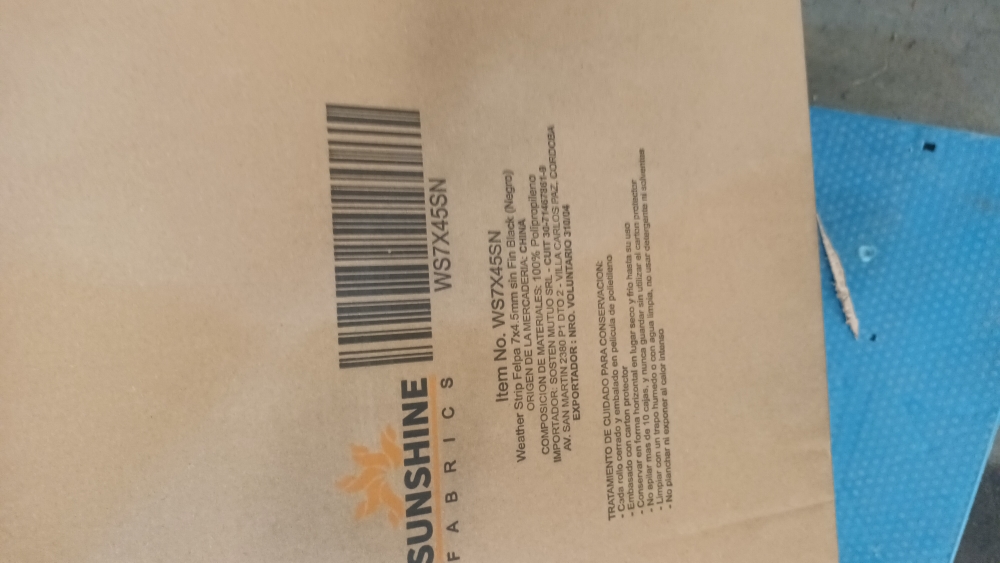 SUNSHINE
FABRICS
WS7X45SN
Item No. WS7X45SN
Weather Strip Felpa 7x4.5mm sin Fin Black (Negro)
ORIGEN DE LA MERCADERIA: CHINA
COMPOSICION DE MATERIALES: 100% Polipropileno
IMPORTADOR: SOSTEN MUTUO SRL - CUIT 30-71467861-9
AV. SAN MARTIN 2380 P1 DTO 2 - VILLA CARLOS PAZ, CORDOBA
EXPORTADOR : NRO. VOLUNTARIO 310/04
TRATAMIENTO DE CUIDADO PARA CONSERVACION:
- Cada rollo cerrado y embalado en pelicula de polietileno
- Embasado con carton protector
- Conservar en forma horizontal en lugar seco y frio hasta su uso
- No apilar mas de 10 cajas, y nunca guardar sin utilizar el carton protector
- Limpiar con un trapo humedo o con agua limpia, no usar detergente ni solventes
- No planchar ni exponer al calor intenso